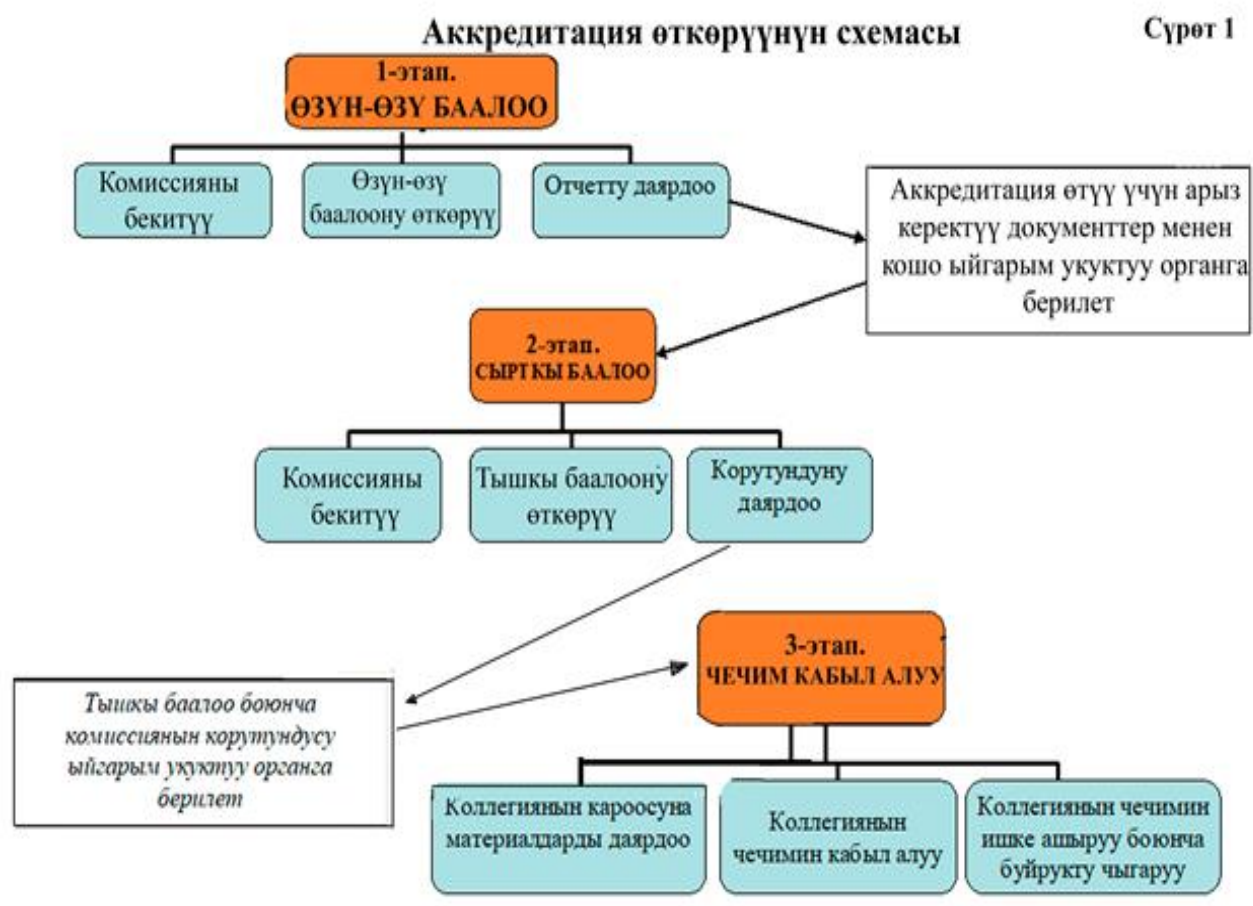 Аккредитация өткөрүүнүн схемасы
Сүрөт 1
1-этап.
ӨЗҮН-ӨЗҮ БААЛОО
Комиссияны
бекитүү
Өзүн-өзү
баалоону өткөрүү
Отчетту даярдоо
Аккредитация өтүү үчүн арыз
керектүү документтер менен
кошо ыйгарым укуктуу органга
берилет
2-этап.
СЫРТКЫ БААЛОО
Комиссияны
бекитүү
Тышкы баалоону
өткөрүү
Корутундуну
даярдоо
Тышкы баалоо боюнча
комиссиянын корутундусу
ыйгарым укуктуу органга
берилет
3-этап.
ЧЕЧИМ КАБЫЛ АЛУУ
Коллегиянын кароосуна
материалдарды даярдоо
Коллегиянын
чечимин кабыл алуу
Коллегиянын чечимин
ишке ашыруу боюнча
буйрукту чыгаруу